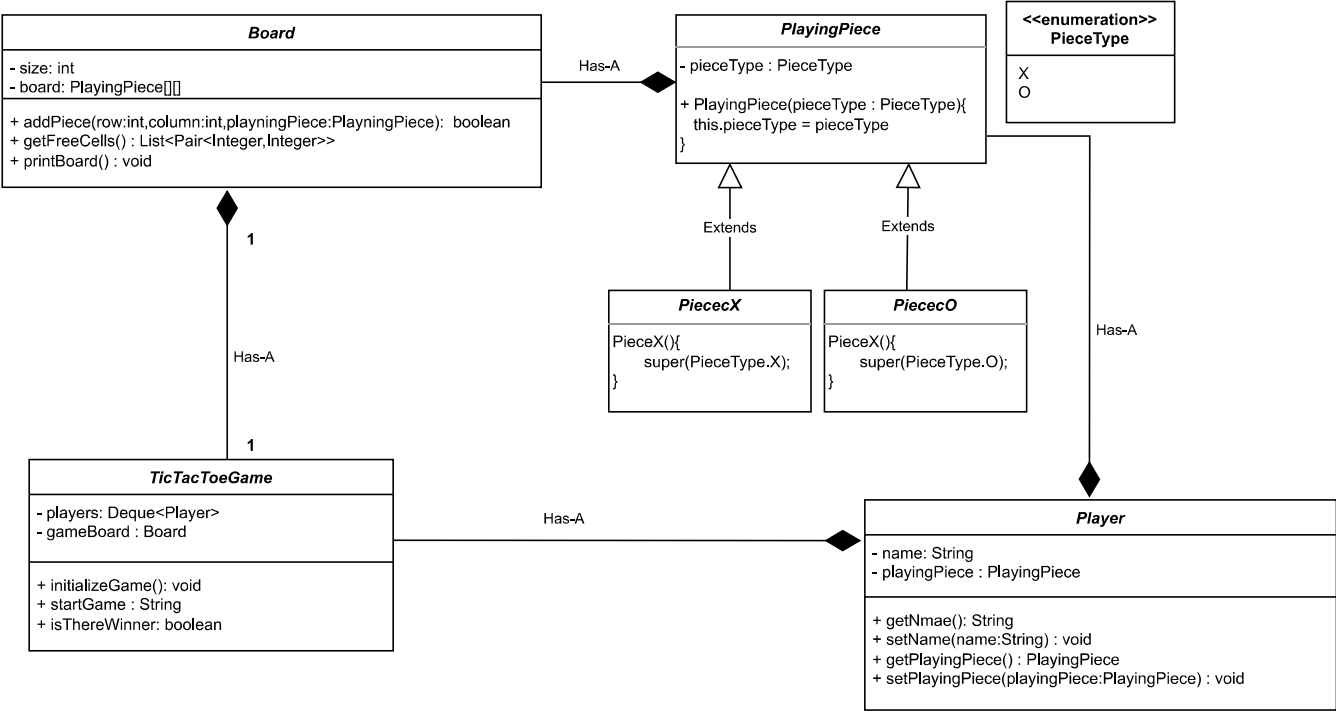 Board
- size: int
- board: PlayingPiece[][]
+ addPiece(row:int,column:int,playningPiece:PlayningPiece): boolean
+ getFreeCells() : List<Pair<Integer,Integer>>
+ printBoard() : void
Has-A
PlayingPiece
- pieceType : PieceType
+ PlayingPiece(pieceType : PieceType){
this.pieceType = pieceType
}
<<enumeration>>
PieceType
X
O
Extends
Extends
1
Has-A
1
PiececX
PieceX(){
super(PieceType.X);
}
PiececO
PieceX(){
super(PieceType.O);
}
Has-A
TicTacToeGame
- players: Deque<Player>
- gameBoard : Board
+ initializeGame(): void
+ startGame : String
+ isThereWinner: boolean
Has-A
Player
- name: String
- playingPiece : PlayingPiece
+ getNmae(): String
+ setName(name:String) : void
+ getPlayingPiece() : PlayingPiece
+ setPlayingPiece(playingPiece:PlayingPiece) : void